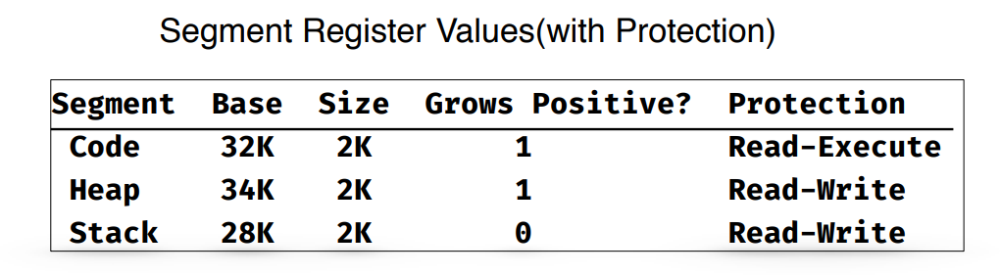 Segment Register Values(with Protection)
Segment Base Size Grows Positive? Protection
Code 32K 2K 1 Read-Execute
Heap 34K 2K 1 Read-Write
Stack 28K 2K 0 Read-Write